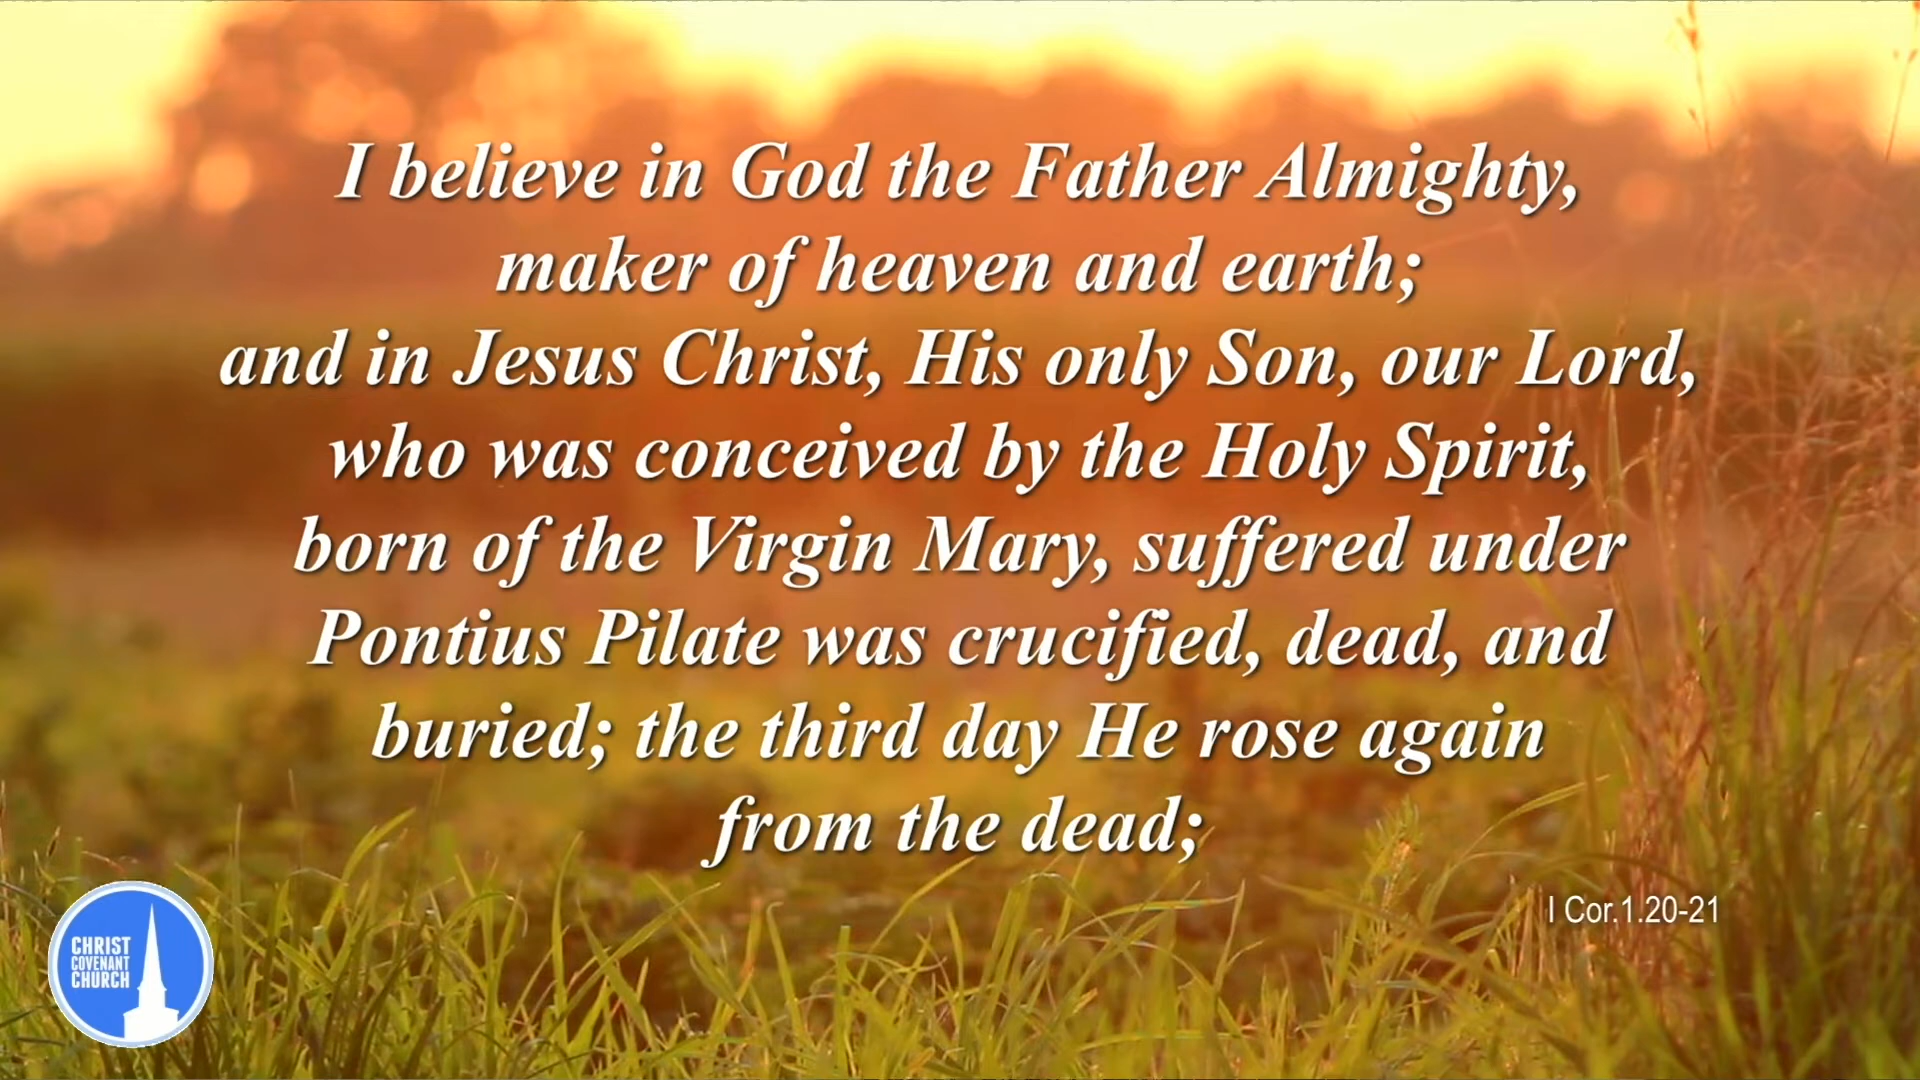 I believe in God the Father Almighty,
maker of heaven and earth;
and in Jesus Christ, His only Son, our Lord,
who was conceived by the Holy Spirit,
born of the Virgin Mary, suffered under
Pontius Pilate was crucified, dead, and
buried; the third day He rose again
from the dead;
I Cor.1.20-21
CHRIST
COVENANT
CHURCH